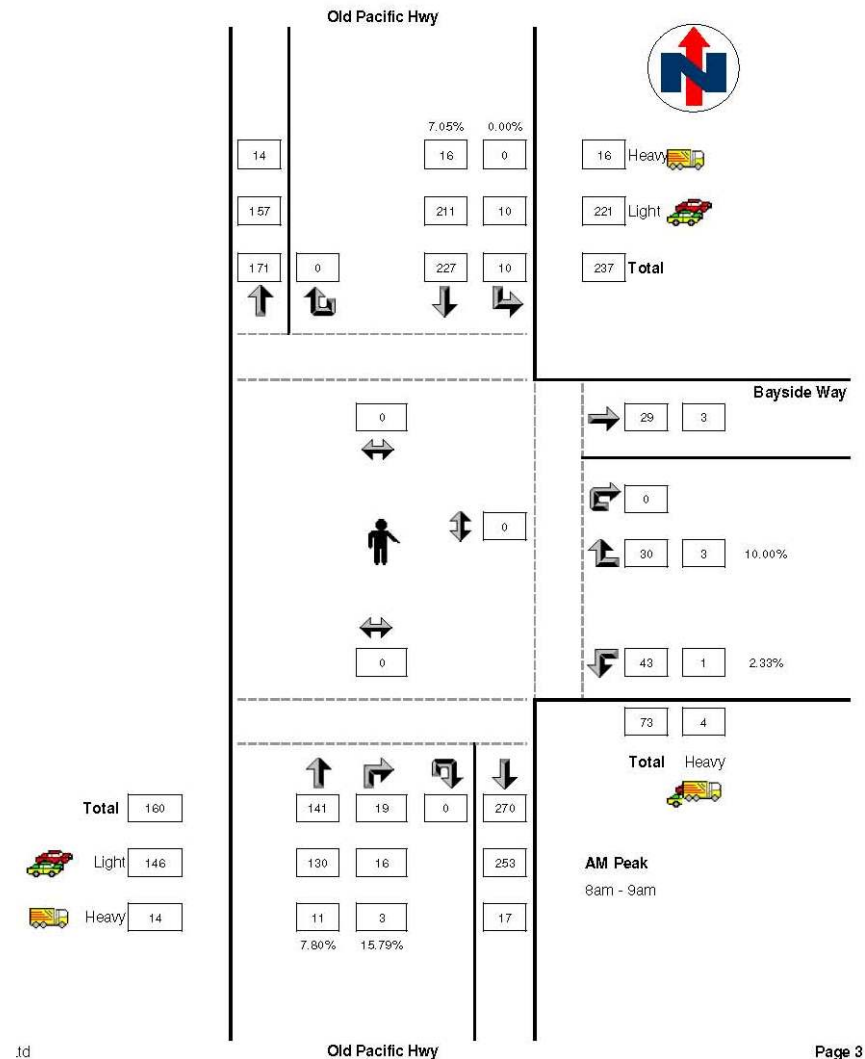 Old Pacific Hwy
N
7.05% 0.00%
14 16 0 16 Heavy
157 211 10 221 Light
171 0 227 10 237 Total
Bayside Way
0 29 3
0
0 30 3 10.00%
0 43 1 2.33%
73 4
Total Heavy
Total 160 141 19 0 270
Light 146 130 16 253 AM Peak
8am - 9am
Heavy 14 11 3 17
7.80% 15.79%
.td Old Pacific Hwy Page 3